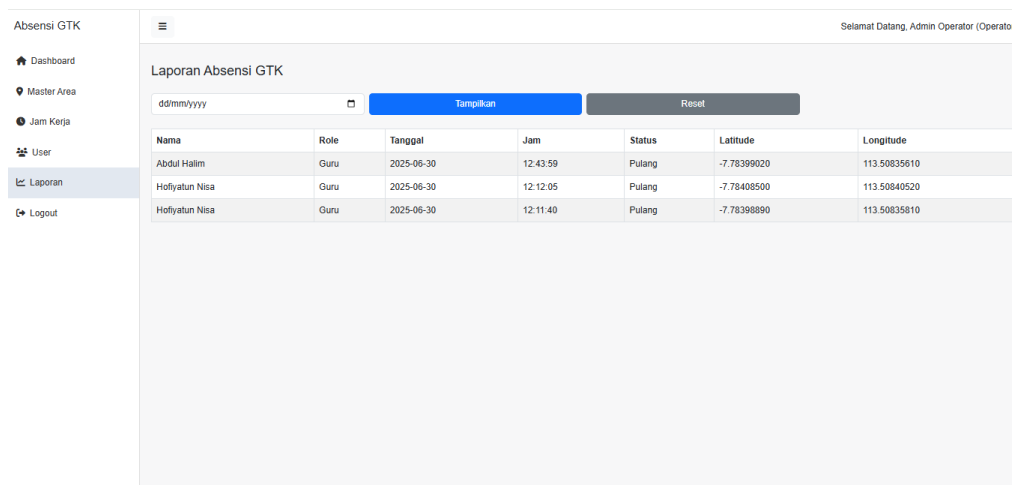 Absensi GTK
Selamat Datang, Admin Operator (Operato
Dashboard
Master Area
Jam Kerja
User
Laporan
Logout
Laporan Absensi GTK
dd/mm/yyyy Tampilkan Reset
Nama Role Tanggal Jam Status Latitude Longitude
Abdul Halim Guru 2025-06-30 12:43:59 Pulang -7.78399020 113.50835610
Hofiyatun Nisa Guru 2025-06-30 12:12:05 Pulang -7.78408500 113.50840520
Hofiyatun Nisa Guru 2025-06-30 12:11:40 Pulang -7.78398890 113.50835810